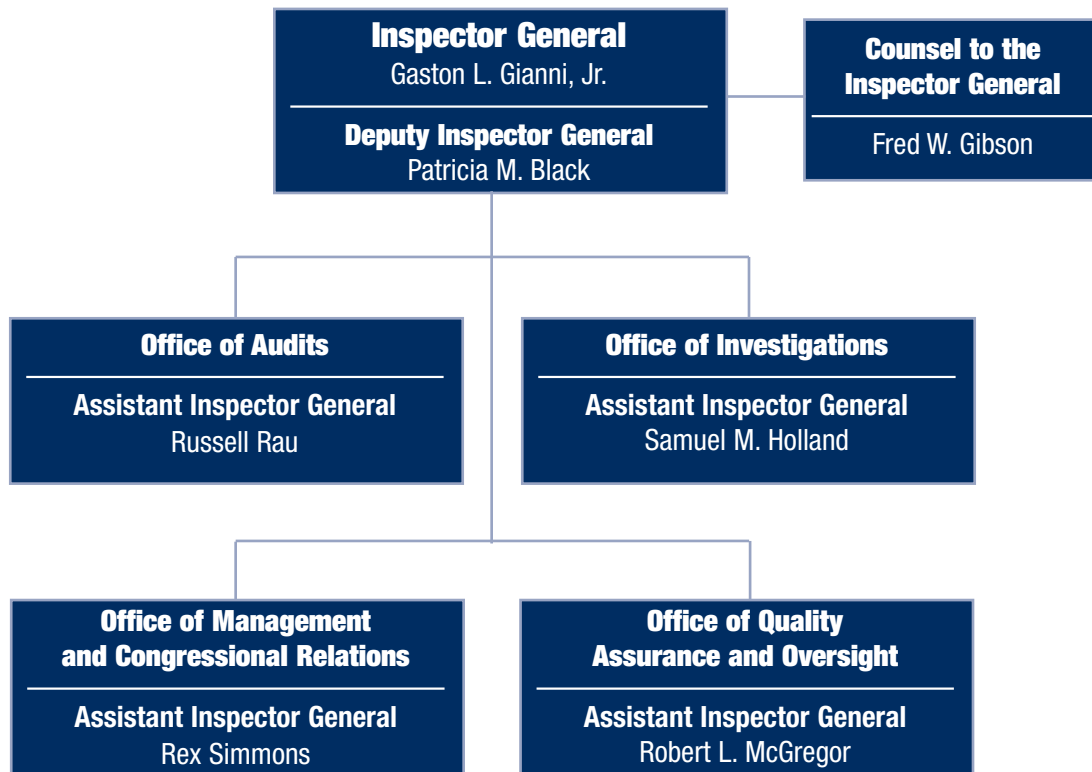 Inspector General
Gaston L. Gianni, Jr.
Deputy Inspector General
Patricia M. Black
Counsel to the
Inspector General
Fred W. Gibson
Office of Audits
Assistant Inspector General
Russell Rau
Office of Investigations
Assistant Inspector General
Samuel M. Holland
Office of Management
and Congressional Relations
Assistant Inspector General
Rex Simmons
Office of Quality
Assurance and Oversight
Assistant Inspector General
Robert L. McGregor